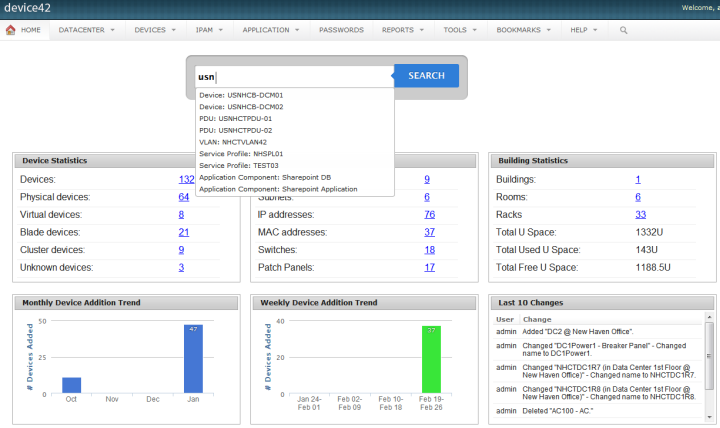 device42
Welcome, a
HOME DATACENTER DEVICES IPAM APPLICATION PASSWORDS REPORTS TOOLS BOOKMARKS HELP
usn SEARCH
Device: USNHCB-DCM01
Device: USNHCB-DCM02
PDU: USNHCTPDU-01
PDU: USNHCTPDU-02
VLAN: NHCTVLAN42
Service Profile: NHSPL01
Service Profile: TEST03
Application Component: Sharepoint DB
Application Component: Sharepoint Application
Device Statistics
Devices: 132
Physical devices: 64
Virtual devices: 8
Blade devices: 21
Cluster devices: 9
Unknown devices: 3
9
Subnets: 6
IP addresses: 76
MAC addresses: 37
Switches: 18
Patch Panels: 17
Building Statistics
Buildings: 1
Rooms: 6
Racks 33
Total U Space: 1332U
Total Used U Space: 143U
Total Free U Space: 1188.5U
Monthly Device Addition Trend
# Devices Added
50
25
0
47
Oct Nov Dec Jan
Weekly Device Addition Trend
# Devices Added
40
20
0
37
Jan 24- Feb 02- Feb 10- Feb 19-
Feb 01 Feb 09 Feb 18 Feb 26
Last 10 Changes
User Change
admin Added "DC2 @ New Haven Office".
admin Changed "DC1Power1 - Breaker Panel" - Changed
name to DC1Power1.
admin Changed "NHCTDC1R7 (in Data Center 1st Floor @
New Haven Office)" - Changed name to NHCTDC1R7.
admin Changed "NHCTDC1R8 (in Data Center 1st Floor @
New Haven Office)" - Changed name to NHCTDC1R8.
admin Deleted "AC100 - AC."